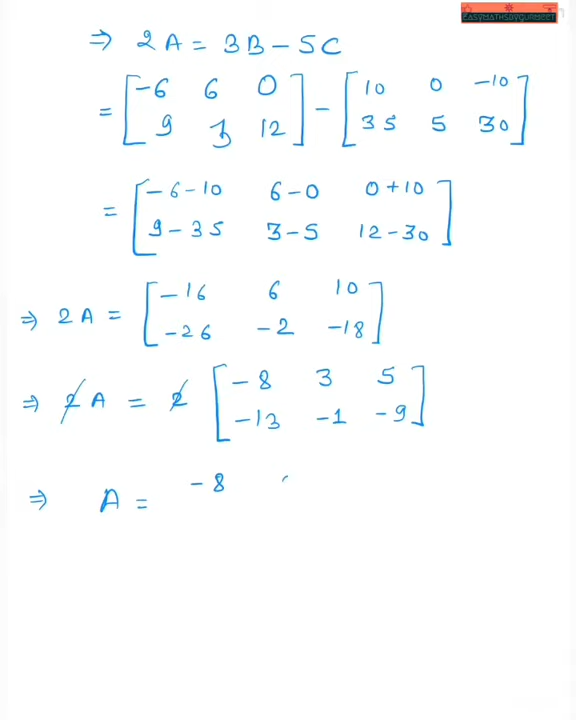 EASYMATHSBYGURMEET
⇒ 2A = 3B - 5C
= [-6 6 0
9 3 12] - [10 0 -10
35 5 30]
= [-6-10 6-0 0+10
9-35 3-5 12-30]
⇒ 2A = [-16 6 10
-26 -2 -18]
⇒ 2A = 2 [-8 3 5
-13 -1 -9]
⇒ A = -8